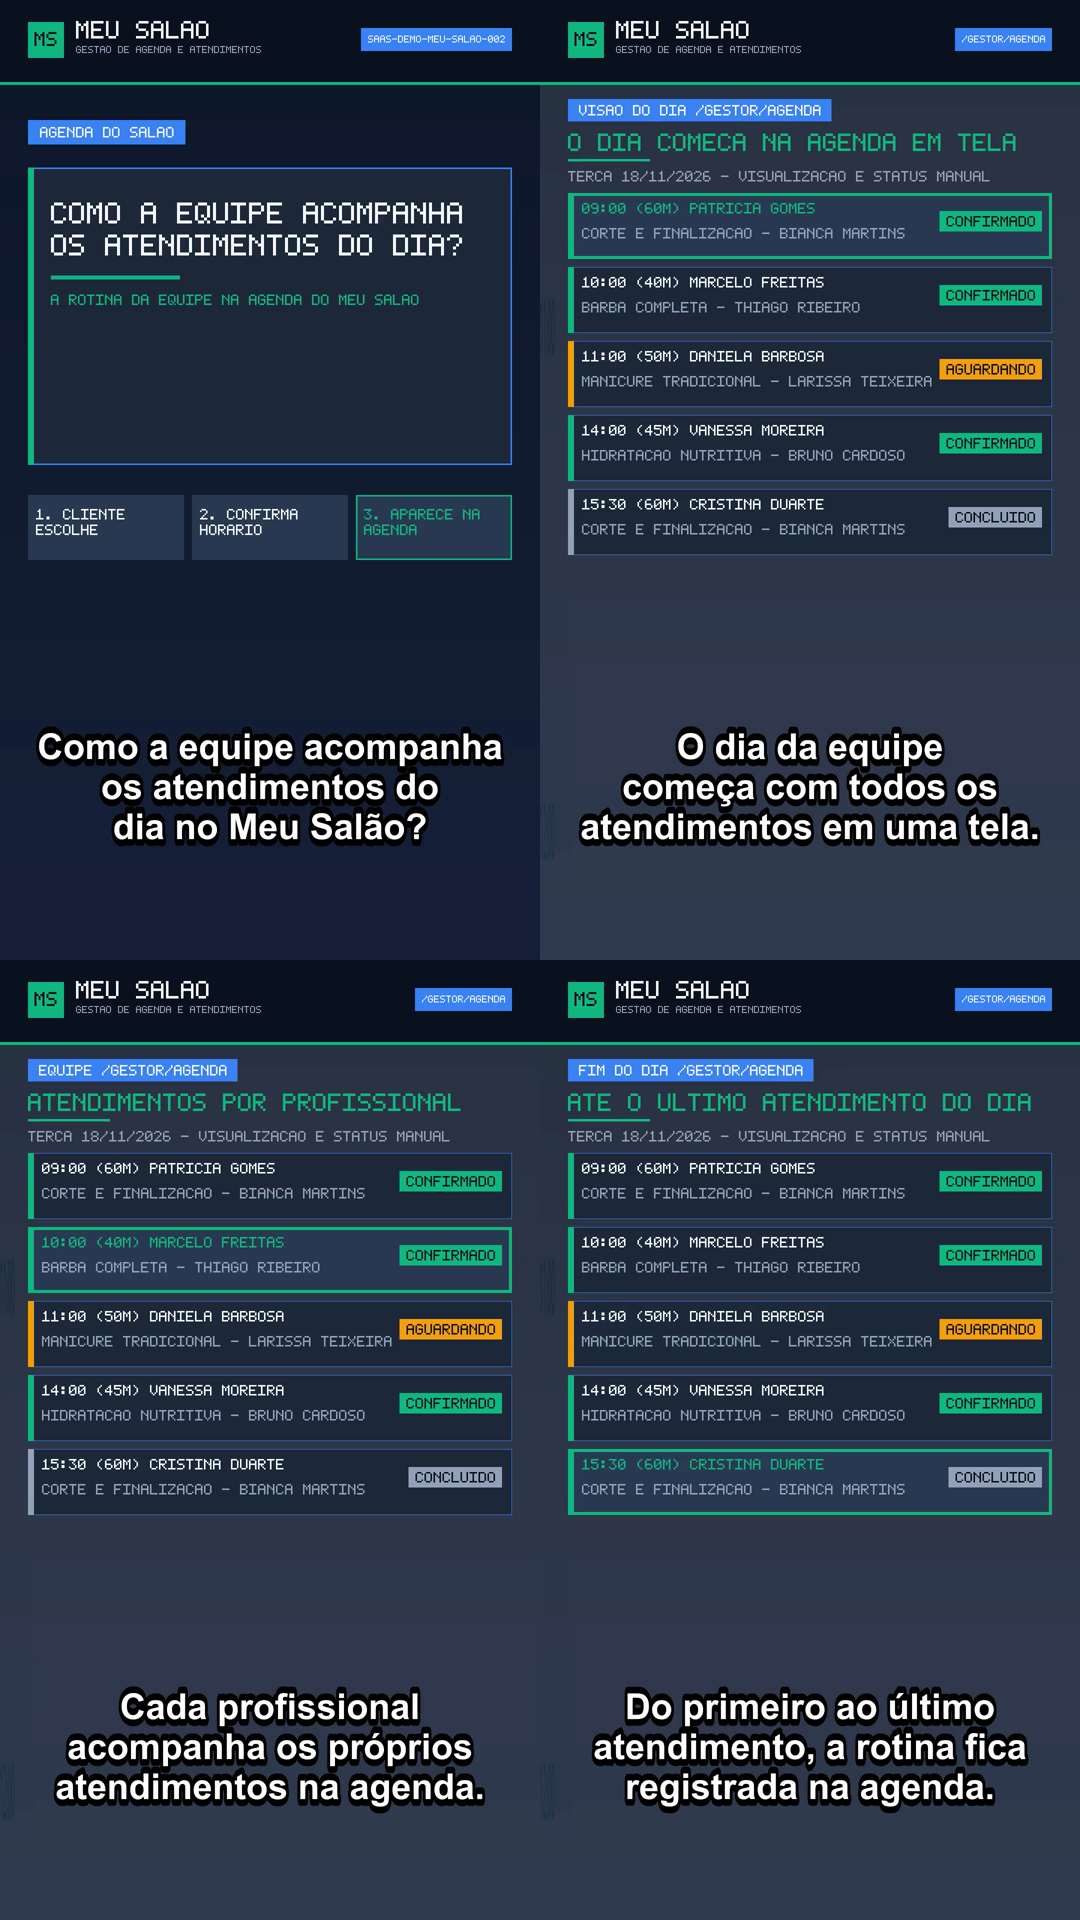 MS
MEU SALAO
GESTAO DE AGENDA E ATENDIMENTOS
SAAS-DEMO-MEU-SALAO-002
AGENDA DO SALAO
COMO A EQUIPE ACOMPANHA
OS ATENDIMENTOS DO DIA?
A ROTINA DA EQUIPE NA AGENDA DO MEU SALAO
1. CLIENTE
ESCOLHE
2. CONFIRMA
HORARIO
3. APARECE NA
AGENDA
Como a equipe acompanha
os atendimentos do
dia no Meu Salão?
MS
MEU SALAO
GESTAO DE AGENDA E ATENDIMENTOS
/GESTOR/AGENDA
VISAO DO DIA /GESTOR/AGENDA
O DIA COMECA NA AGENDA EM TELA
TERCA 18/11/2026 - VISUALIZACAO E STATUS MANUAL
09:00 (60M) PATRICIA GOMES
CORTE E FINALIZACAO - BIANCA MARTINS
CONFIRMADO
10:00 (40M) MARCELO FREITAS
BARBA COMPLETA - THIAGO RIBEIRO
CONFIRMADO
11:00 (50M) DANIELA BARBOSA
MANICURE TRADICIONAL - LARISSA TEIXEIRA
AGUARDANDO
14:00 (45M) VANESSA MOREIRA
HIDRATACAO NUTRITIVA - BRUNO CARDOSO
CONFIRMADO
15:30 (60M) CRISTINA DUARTE
CORTE E FINALIZACAO - BIANCA MARTINS
CONCLUIDO
O dia da equipe
começa com todos os
atendimentos em uma tela.
MS
MEU SALAO
GESTAO DE AGENDA E ATENDIMENTOS
/GESTOR/AGENDA
EQUIPE /GESTOR/AGENDA
ATENDIMENTOS POR PROFISSIONAL
TERCA 18/11/2026 - VISUALIZACAO E STATUS MANUAL
09:00 (60M) PATRICIA GOMES
CORTE E FINALIZACAO - BIANCA MARTINS
CONFIRMADO
10:00 (40M) MARCELO FREITAS
BARBA COMPLETA - THIAGO RIBEIRO
CONFIRMADO
11:00 (50M) DANIELA BARBOSA
MANICURE TRADICIONAL - LARISSA TEIXEIRA
AGUARDANDO
14:00 (45M) VANESSA MOREIRA
HIDRATACAO NUTRITIVA - BRUNO CARDOSO
CONFIRMADO
15:30 (60M) CRISTINA DUARTE
CORTE E FINALIZACAO - BIANCA MARTINS
CONCLUIDO
Cada profissional
acompanha os próprios
atendimentos na agenda.
MS
MEU SALAO
GESTAO DE AGENDA E ATENDIMENTOS
/GESTOR/AGENDA
FIM DO DIA /GESTOR/AGENDA
ATE O ULTIMO ATENDIMENTO DO DIA
TERCA 18/11/2026 - VISUALIZACAO E STATUS MANUAL
09:00 (60M) PATRICIA GOMES
CORTE E FINALIZACAO - BIANCA MARTINS
CONFIRMADO
10:00 (40M) MARCELO FREITAS
BARBA COMPLETA - THIAGO RIBEIRO
CONFIRMADO
11:00 (50M) DANIELA BARBOSA
MANICURE TRADICIONAL - LARISSA TEIXEIRA
AGUARDANDO
14:00 (45M) VANESSA MOREIRA
HIDRATACAO NUTRITIVA - BRUNO CARDOSO
CONFIRMADO
15:30 (60M) CRISTINA DUARTE
CORTE E FINALIZACAO - BIANCA MARTINS
CONCLUIDO
Do primeiro ao último
atendimento, a rotina fica
registrada na agenda.